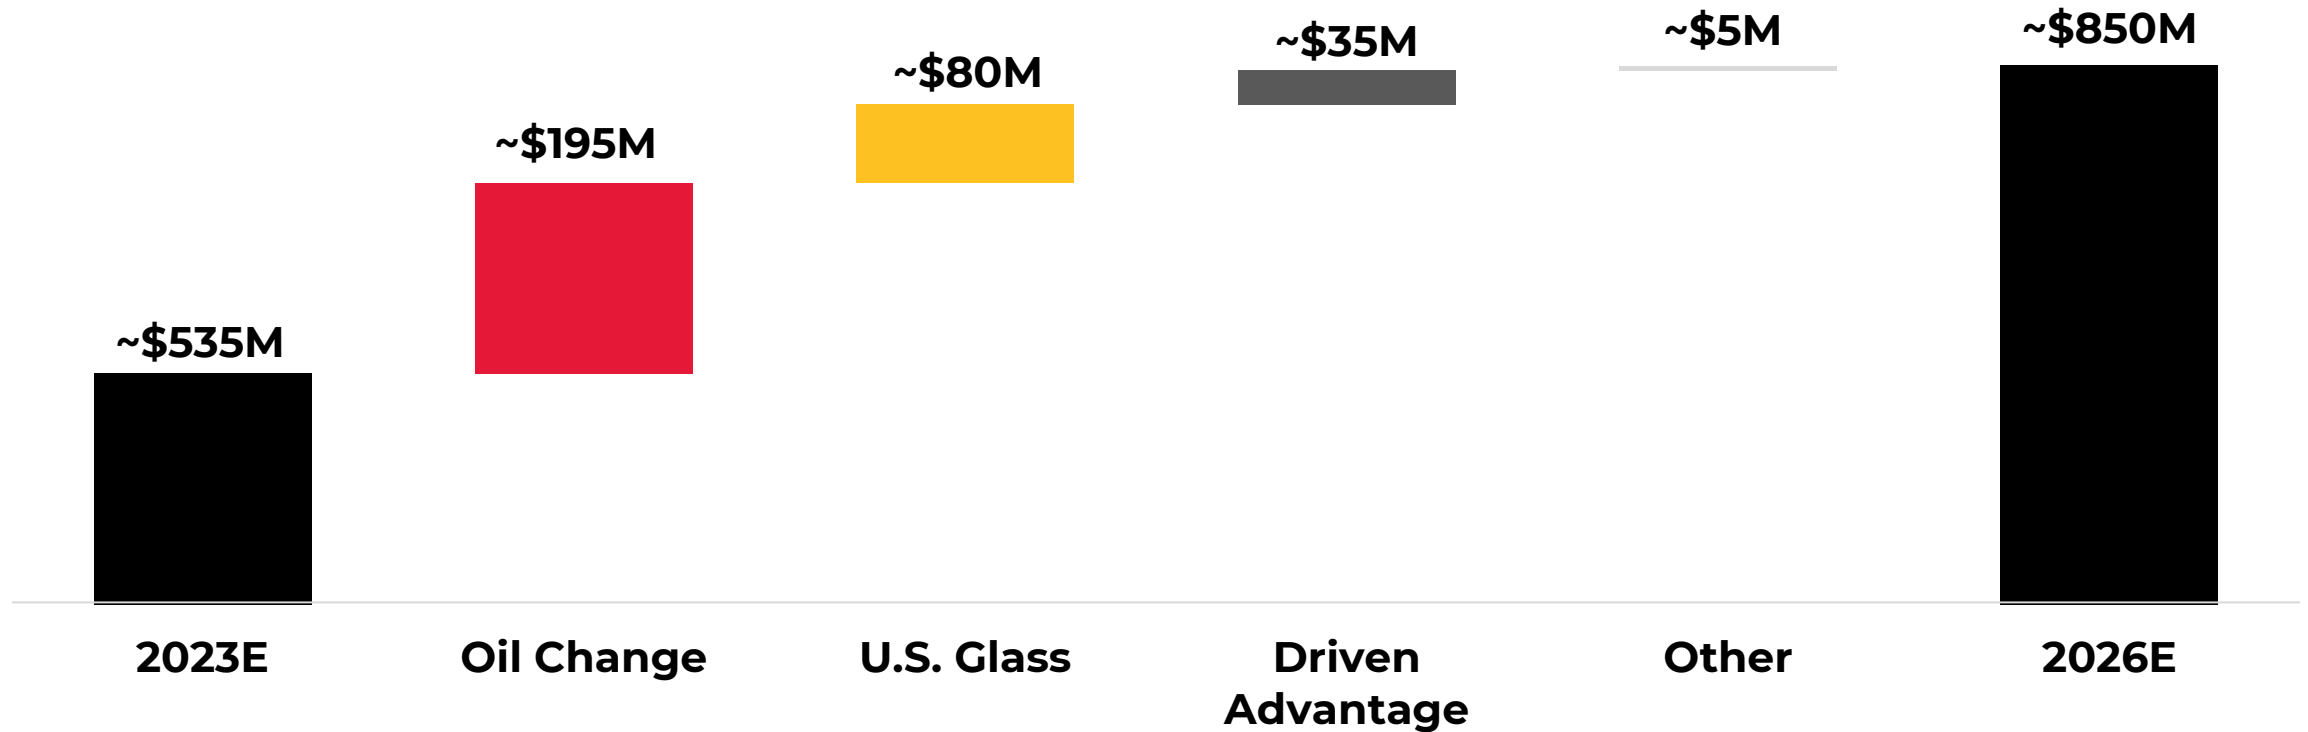 ~$535M
~$195M
~$80M
~$35M
~$5M
~$850M
2023E
Oil Change
U.S. Glass
Driven
Advantage
Other
2026E